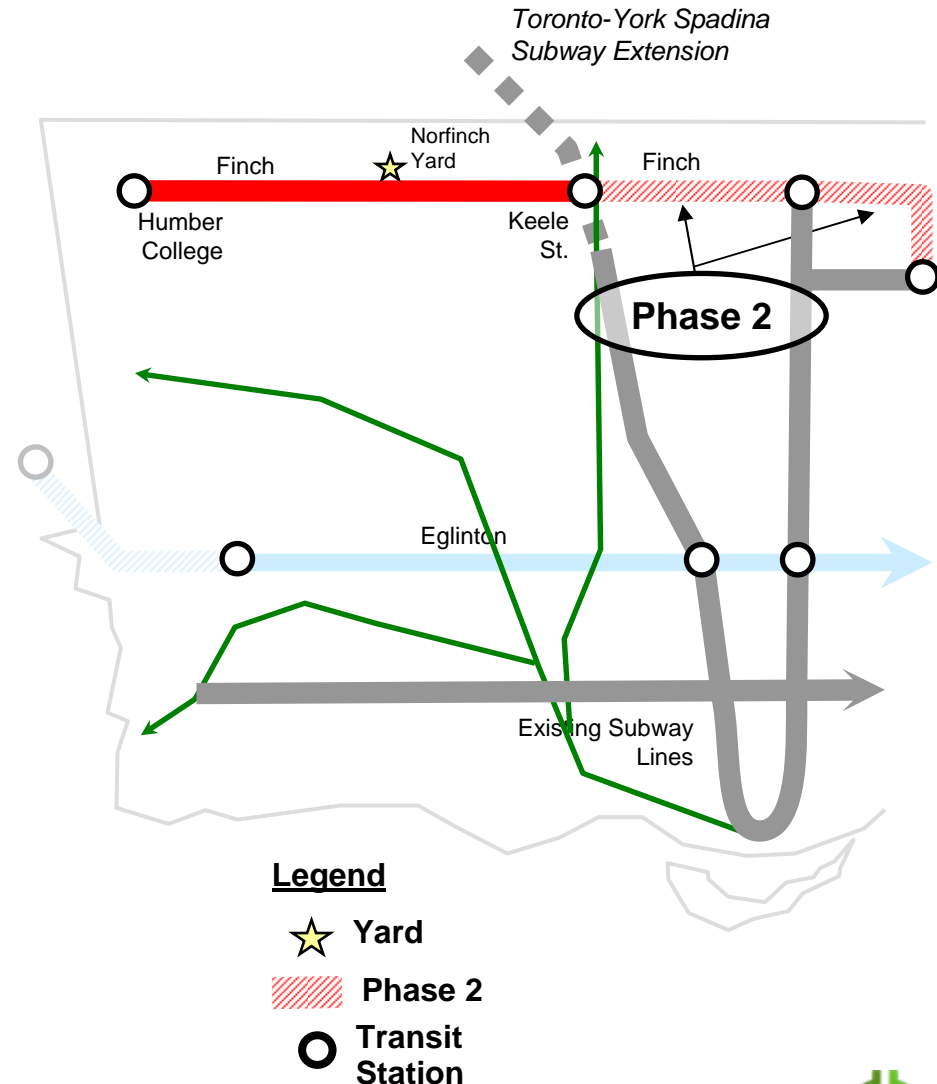 Toronto-York Spadina
Subway Extension
Norfinch
Yard
Finch
Finch
Humber
College
Keele
St.
Phase 2
Eglinton
Existing Subway
Lines
Legend
Yard
Phase 2
Transit
Station